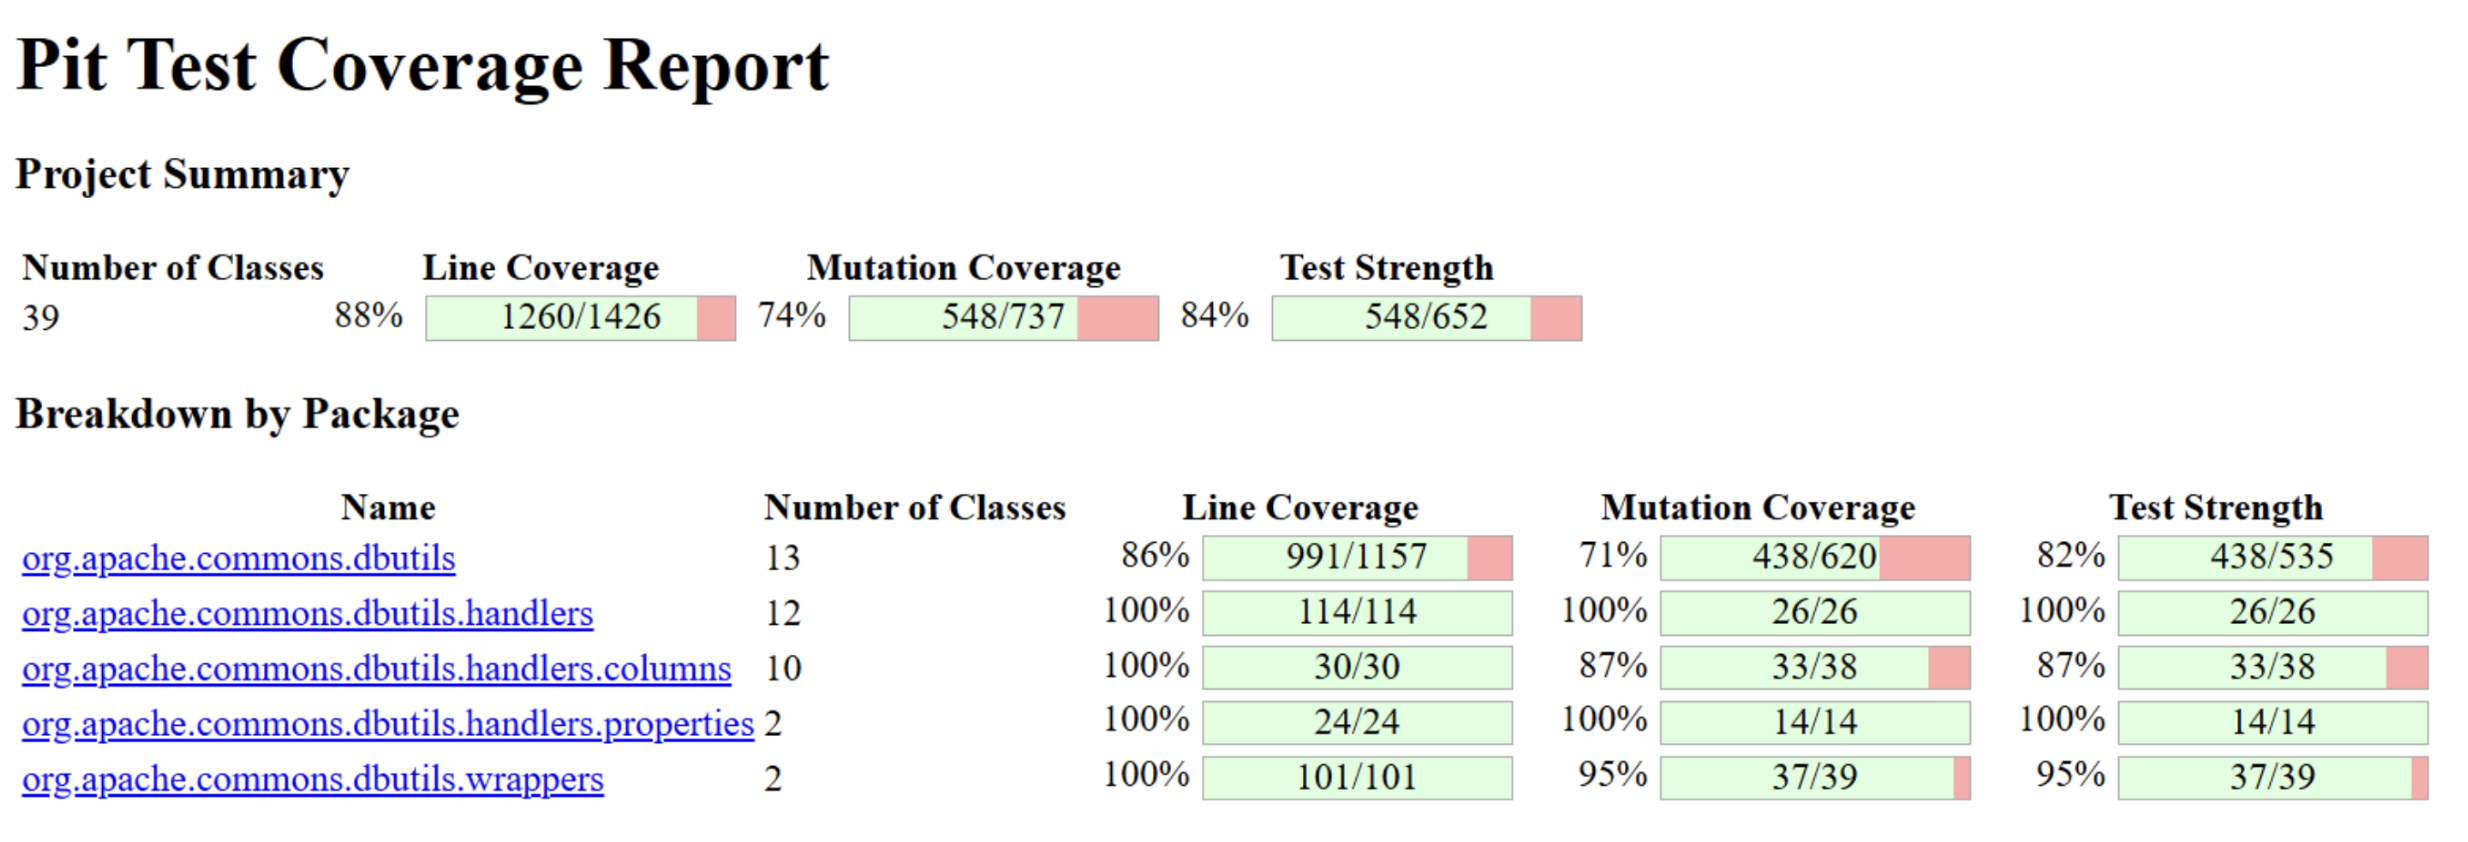 Pit Test Coverage Report
Project Summary
Number of Classes Line Coverage Mutation Coverage Test Strength
39 88% 1260/1426 74% 548/737 84% 548/652
Breakdown by Package
Name Number of Classes Line Coverage Mutation Coverage Test Strength
org.apache.commons.dbutils 13 86% 991/1157 71% 438/620 82% 438/535
org.apache.commons.dbutils.handlers 12 100% 114/114 100% 26/26 100% 26/26
org.apache.commons.dbutils.handlers.columns 10 100% 30/30 87% 33/38 87% 33/38
org.apache.commons.dbutils.handlers.properties 2 100% 24/24 100% 14/14 100% 14/14
org.apache.commons.dbutils.wrappers 2 100% 101/101 95% 37/39 95% 37/39